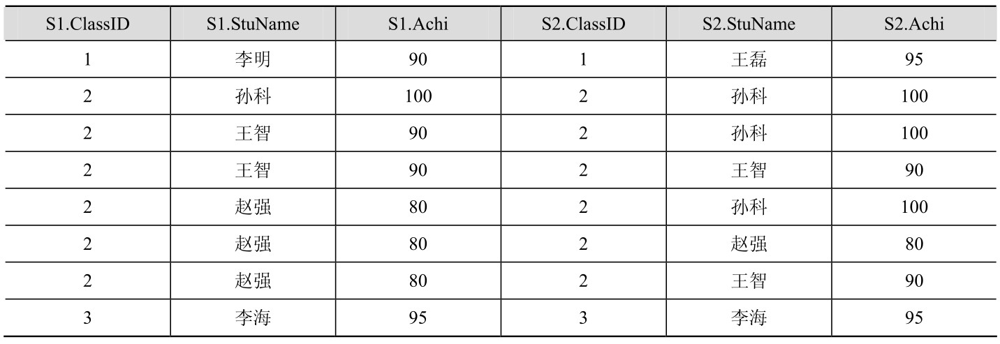 S1.ClassID S1.StuName S1.Achi S2.ClassID S2.StuName S2.Achi
1 李明 90 1 王磊 95
2 孙科 100 2 孙科 100
2 王智 90 2 孙科 100
2 王智 90 2 王智 90
2 赵强 80 2 孙科 100
2 赵强 80 2 赵强 80
2 赵强 80 2 王智 90
3 李海 95 3 李海 95